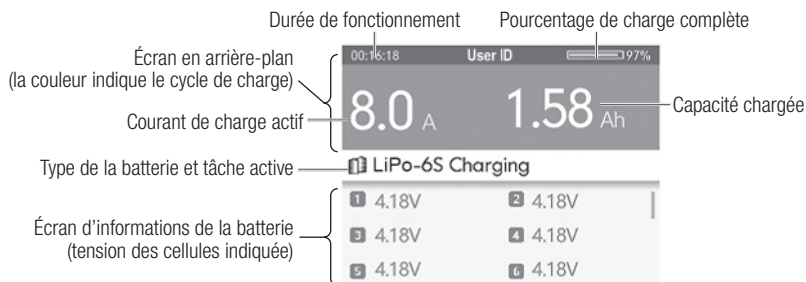 Durée de fonctionnement Pourcentage de charge complète
Écran en arrière-plan
(la couleur indique le cycle de charge)
00:16:18 User ID 97%
8.0 A 1.58 Ah
Courant de charge actif
Capacité chargée
Type de la batterie et tâche active
LiPo-6S Charging
Écran d’informations de la batterie
(tension des cellules indiquée)
1 4.18V 2 4.18V
3 4.18V 4 4.18V
5 4.18V 6 4.18V